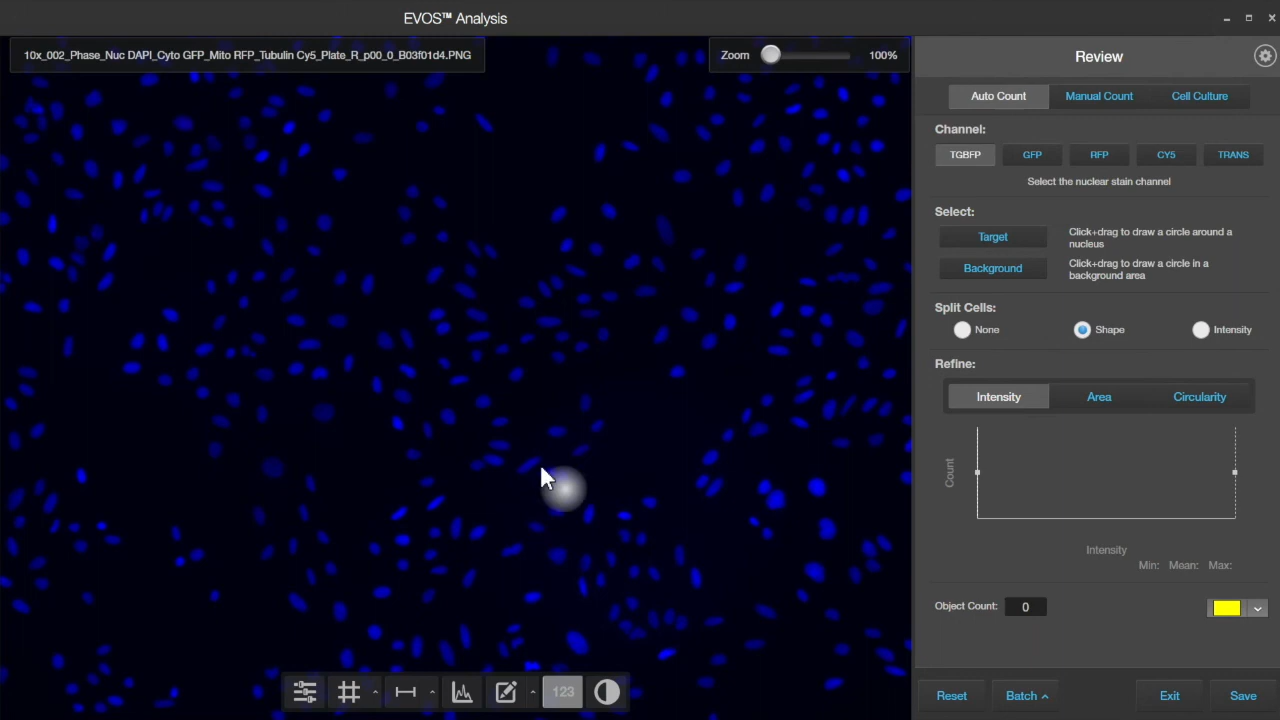 EVOS™ Analysis
10x_002_Phase_Nuc DAPI_Cyto GFP_Mito RFP_Tubulin Cy5_Plate_R_p00_0_B03f01d4.PNG
Zoom 100%
Review
Auto Count Manual Count Cell Culture
Channel:
TGBFP GFP RFP CY5 TRANS
Select the nuclear stain channel
Select:
Target
Click+drag to draw a circle around a
nucleus
Background
Click+drag to draw a circle in a
background area
Split Cells:
None Shape Intensity
Refine:
Intensity Area Circularity
Count
Intensity
Min: Mean: Max:
Object Count: 0
123
Reset Batch Exit Save